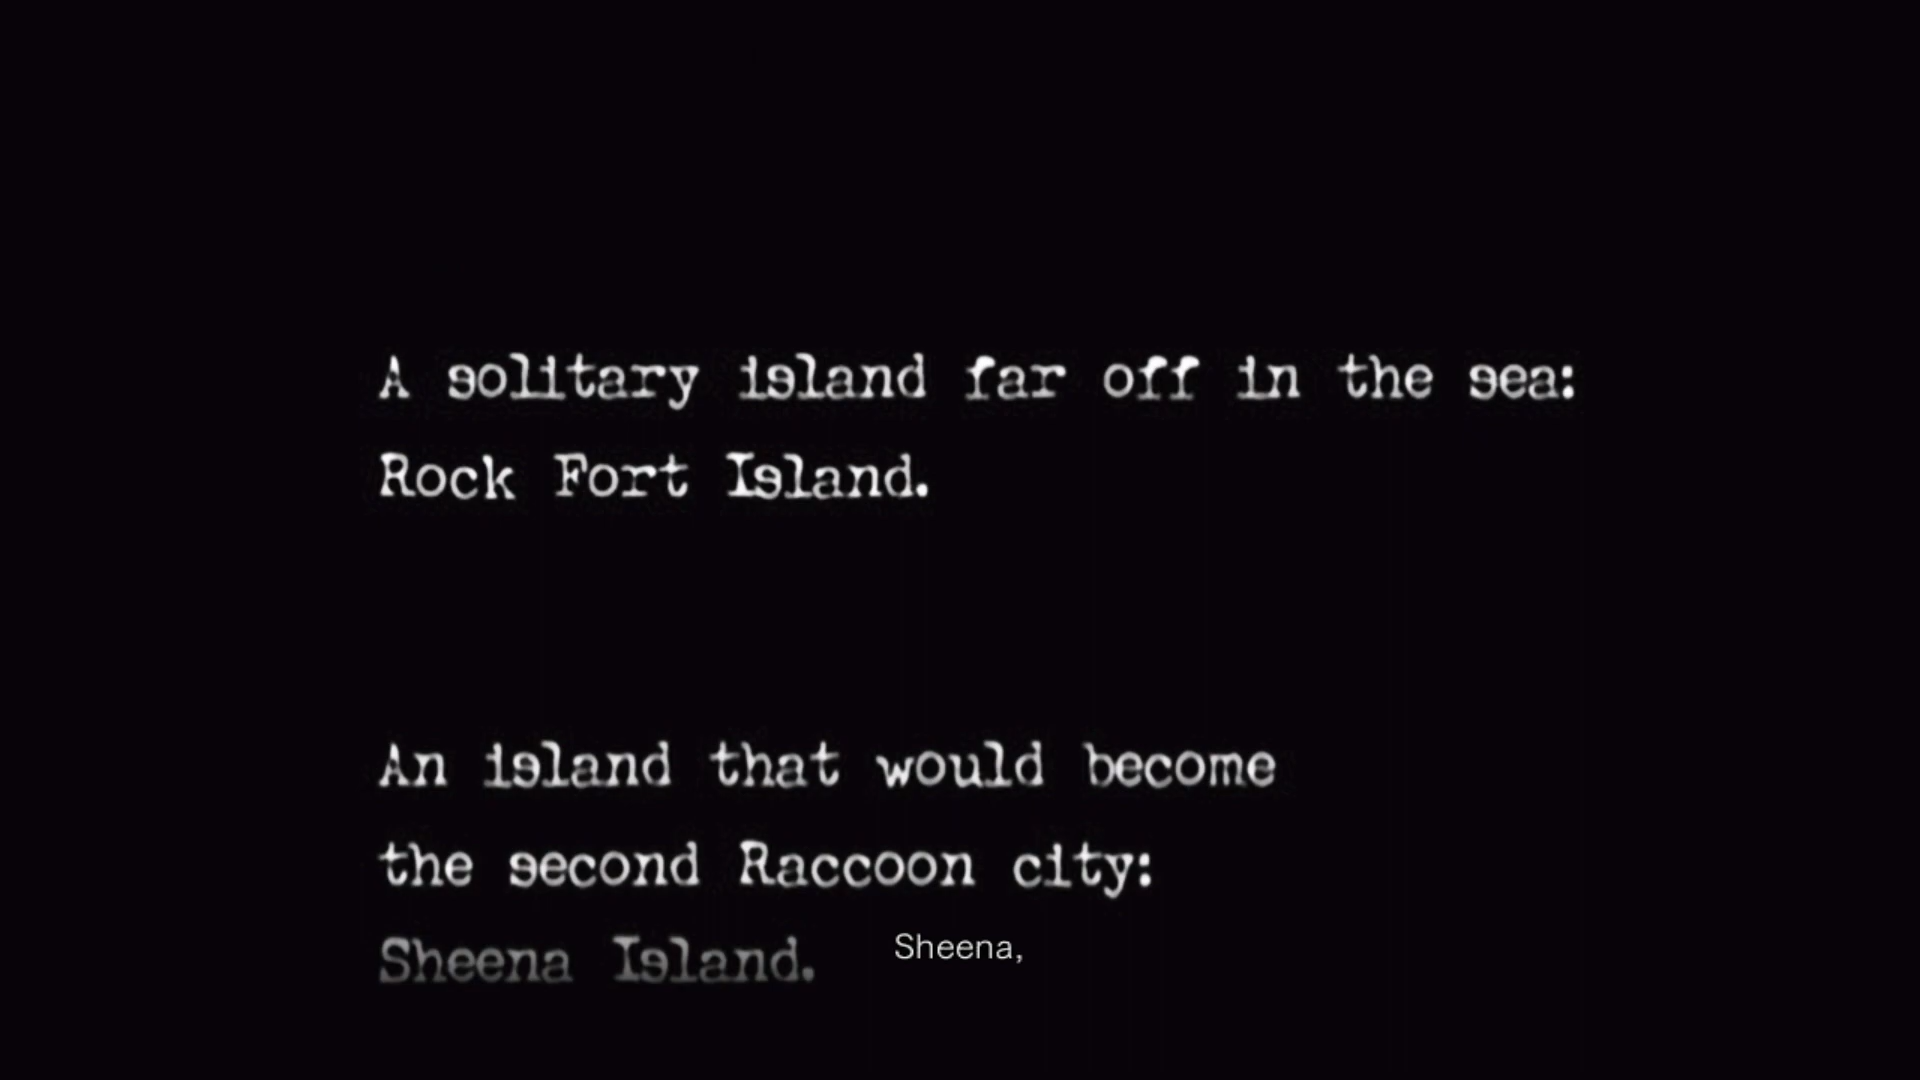 A solitary island far off in the sea:
Rock Fort Island.
An island that would become
the second Raccoon city:
Sheena Island.
Sheena,